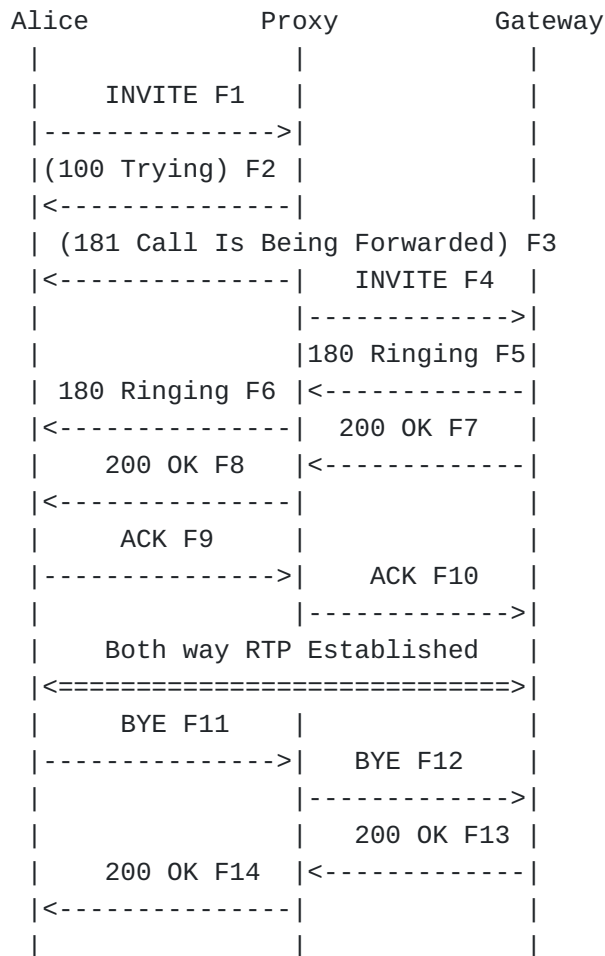 Alice Proxy Gateway
INVITE F1
(100 Trying) F2
(181 Call Is Being Forwarded) F3
INVITE F4
180 Ringing F5
180 Ringing F6
200 OK F7
200 OK F8
ACK F9
ACK F10
Both way RTP Established
BYE F11
BYE F12
200 OK F13
200 OK F14